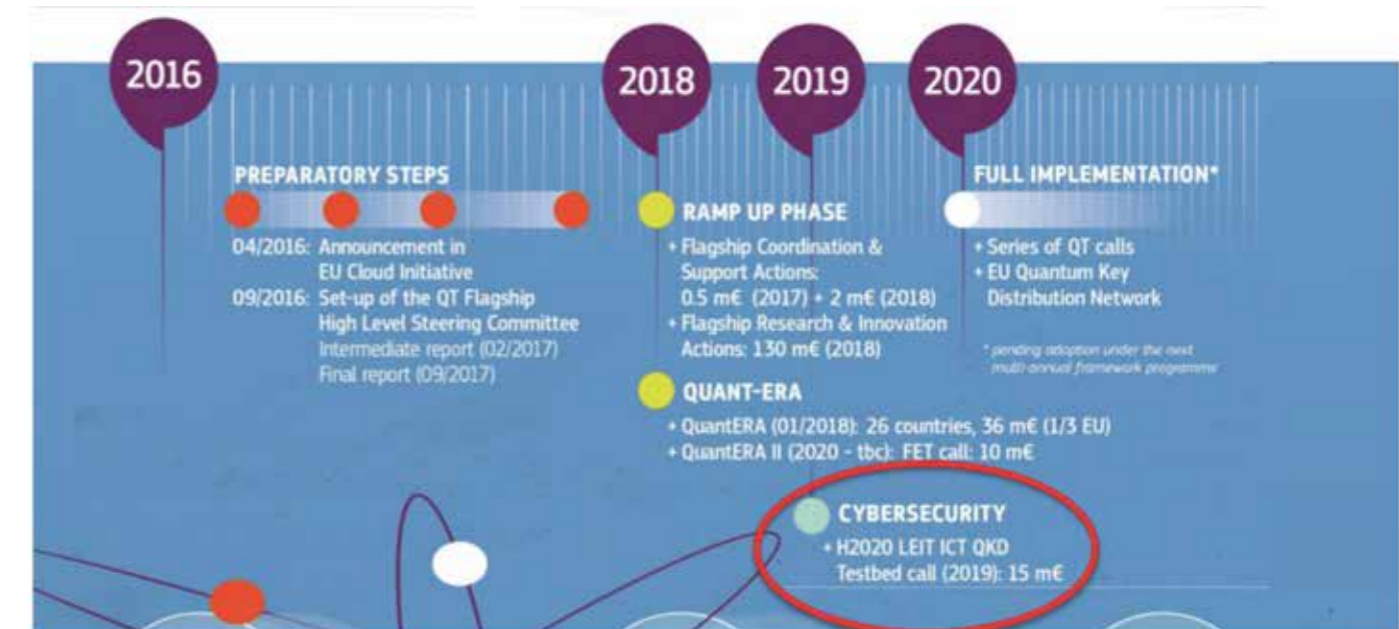 2016
2018
2019
2020
PREPARATORY STEPS
04/2016: Announcement in
EU Cloud Initiative
09/2016: Set-up of the QT Flagship
High Level Steering Committee
Intermediate report (02/2017)
Final report (09/2017)
RAMP UP PHASE
+ Flagship Coordination &
Support Actions:
0.5 m€ (2017) + 2 m€ (2018)
+ Flagship Research & Innovation
Actions: 130 m€ (2018)
QUANT-ERA
+ QuantERA (01/2018): 26 countries, 36 m€ (1/3 EU)
+ QuantERA II (2020 - tbc): FET call: 10 m€
CYBERSECURITY
+ H2020 LEIT ICT QKD
Testbed call (2019): 15 m€
FULL IMPLEMENTATION*
+ Series of QT calls
+ EU Quantum Key
Distribution Network
* pending adoption under the next
multi-annual framework programme